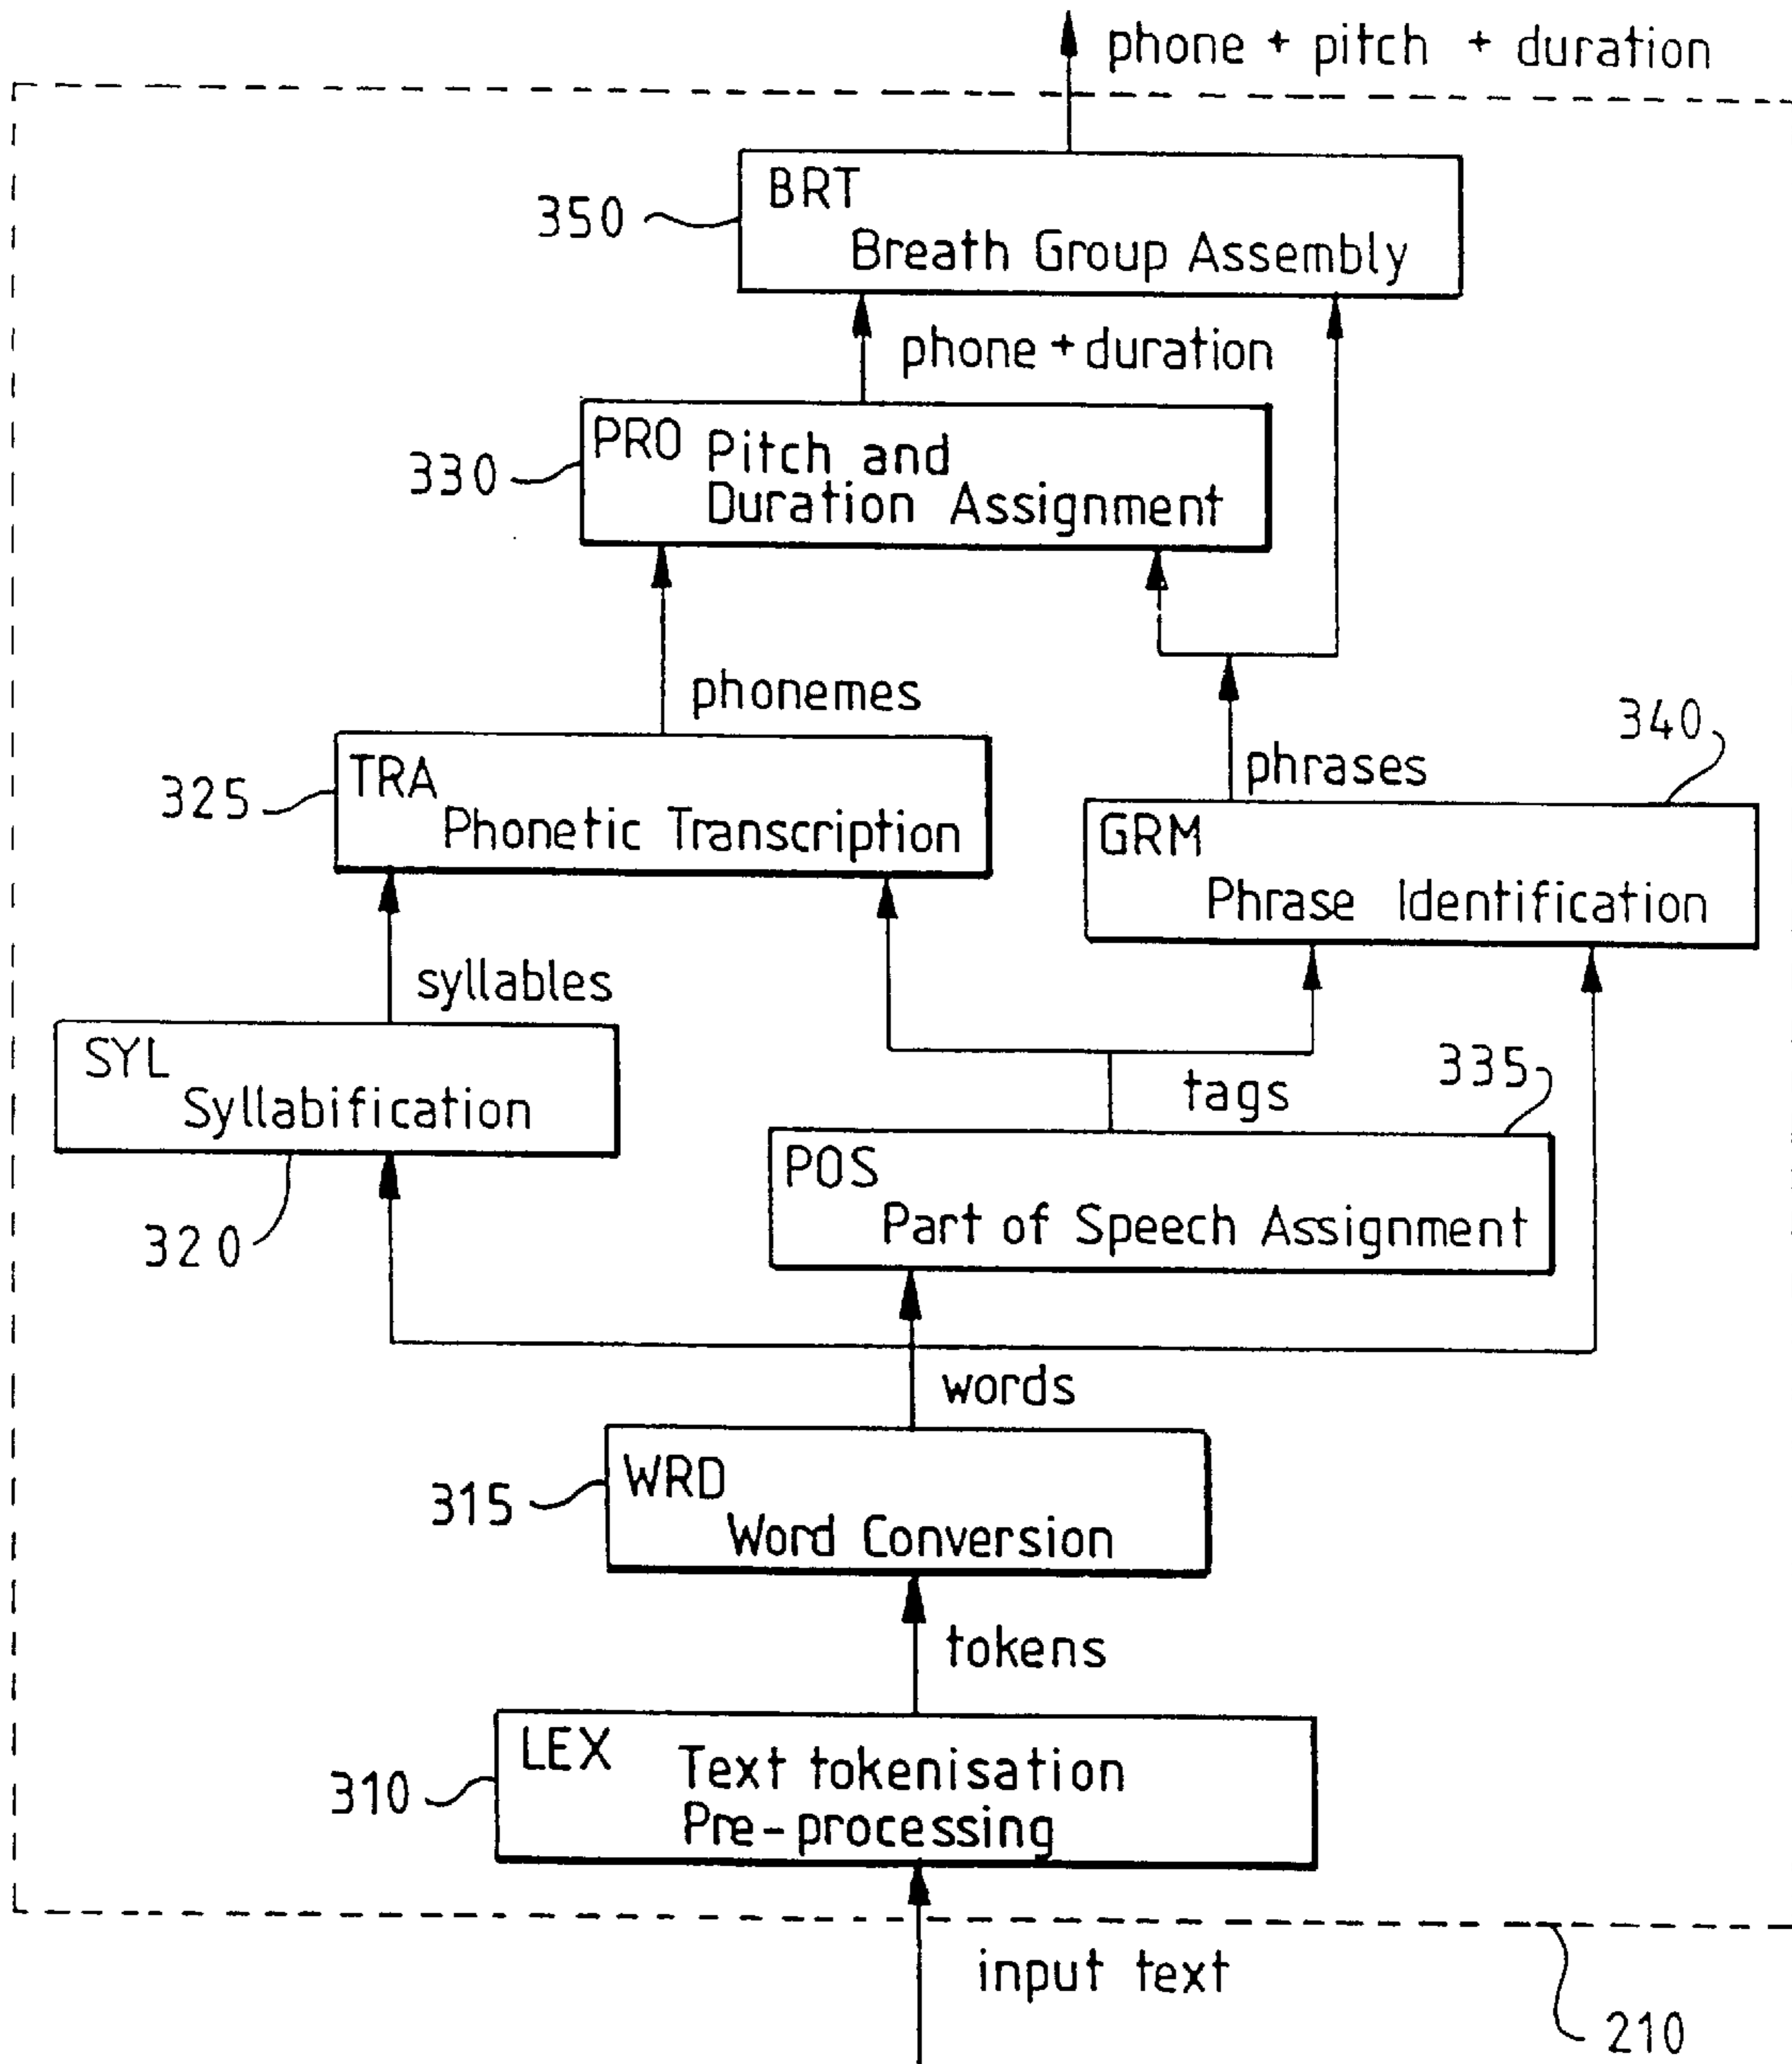 phone + pitch + duration
BRT
350
Breath Group Assembly
phone + duration
PRO Pitch and
330
Duration Assignment
phonemes
340
phrases
TRA
325
Phonetic Transcription
GRM
Phrase Identification
syllables
SYL
335
tags
Syllabification
POS
320
Part of Speech Assignment
words
WRD
315
Word Conversion
tokens
LEX Text tokenisation
310
Pre-processing
input text
210